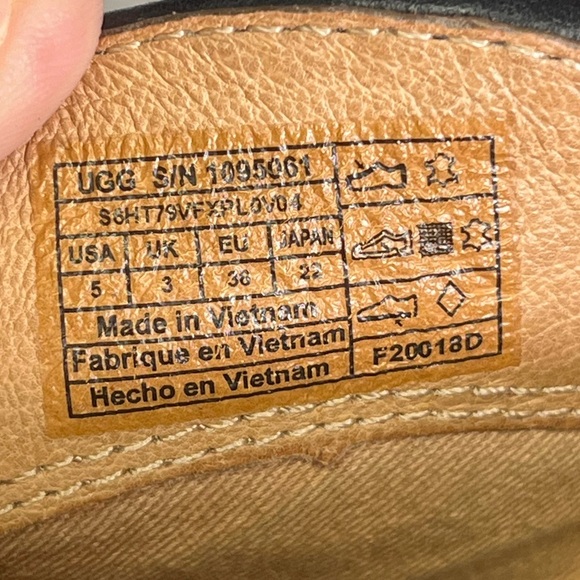 UGG S/N 1095061
S8HT79VFXPL0V04
USA UK EU JAPAN
5 3 36 22
Made in Vietnam
Fabrique en Vietnam
Hecho en Vietnam
F20018D